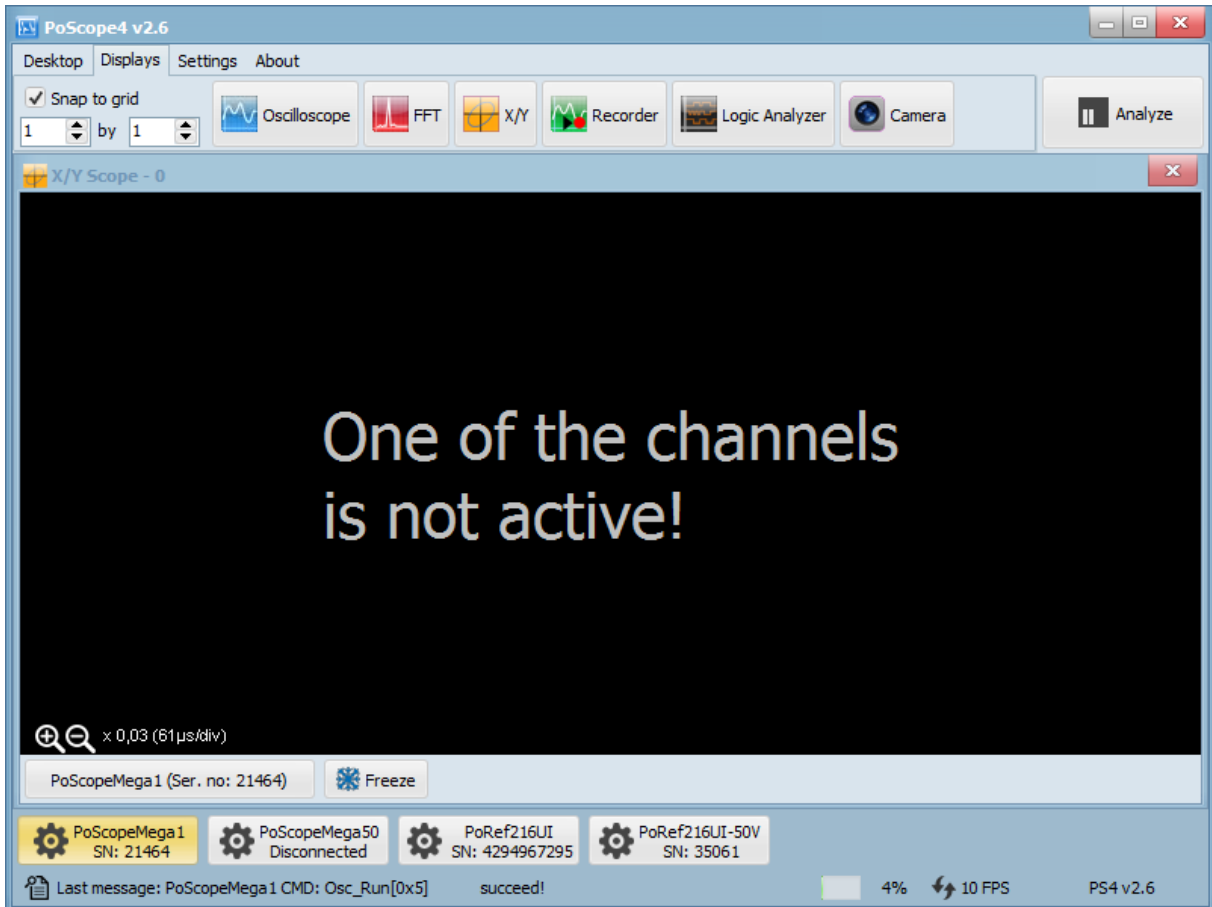 PoScope4 v2.6
Desktop Displays Settings About
Snap to grid
1 by 1
Oscilloscope
FFT
X/Y
Recorder
Logic Analyzer
Camera
Analyze
X/Y Scope - 0
One of the channels
is not active!
x 0,03 (61µs/div)
PoScopeMega1 (Ser. no: 21464)
Freeze
PoScopeMega1
SN: 21464
PoScopeMega50
Disconnected
PoRef216UI
SN: 4294967295
PoRef216UI-50V
SN: 35061
Last message: PoScopeMega1 CMD: Osc_Run[0x5] succeed!
4%
10 FPS
PS4 v2.6